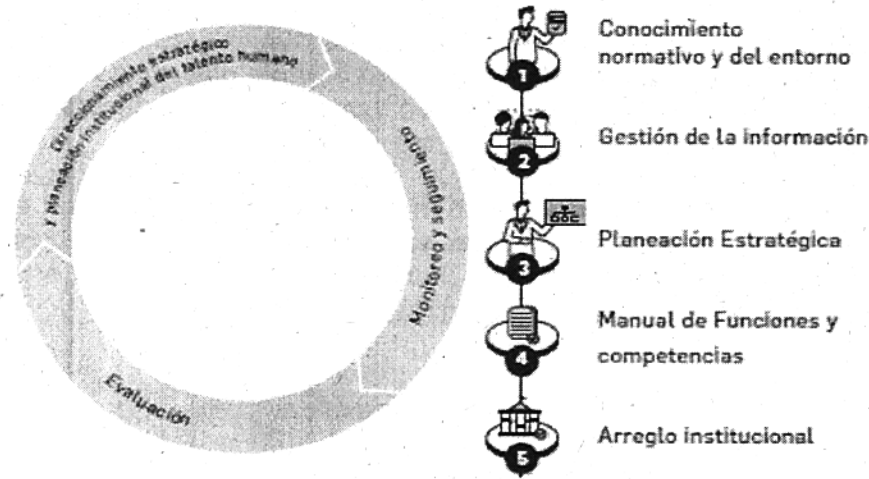 Direccionamiento estratégico
y planeación institucional del talento humano
Monitoreo y seguimiento
Evaluación
1
Conocimiento
normativo y del entorno
2
Gestión de la información
3
Planeación Estratégica
4
Manual de Funciones y
competencias
5
Arreglo institucional